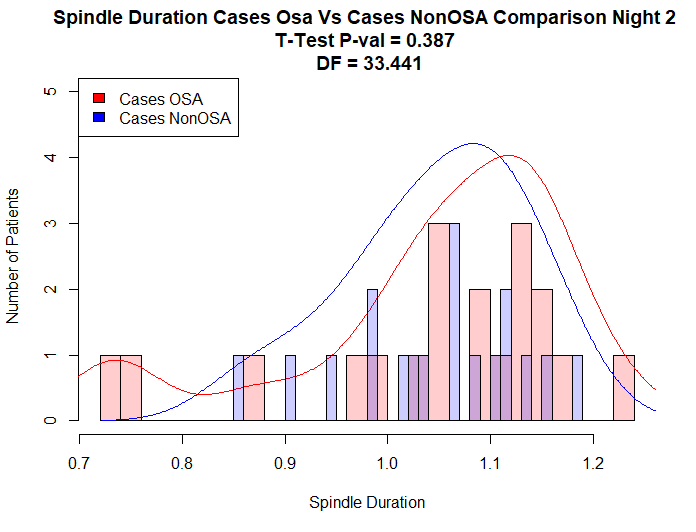 Spindle Duration Cases Osa Vs Cases NonOSA Comparison Night 2
T-Test P-val = 0.387
DF = 33.441
Cases OSA
Cases NonOSA
Number of Patients
5
4
3
2
1
0
0.7 0.8 0.9 1.0 1.1 1.2
Spindle Duration